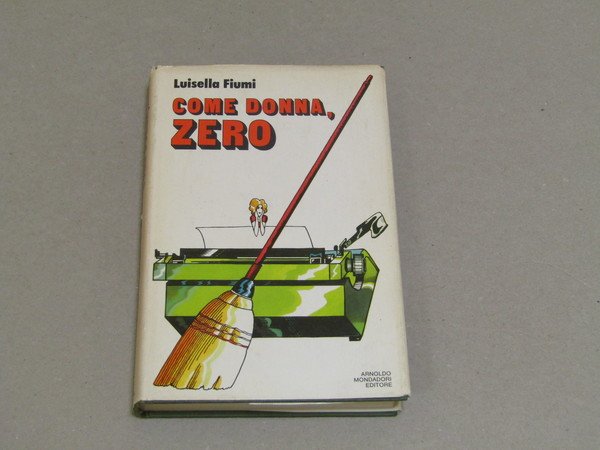 Luisella Fiumi
COME DONNA,
ZERO
ARNOLDO
MONDADORI
EDITORE